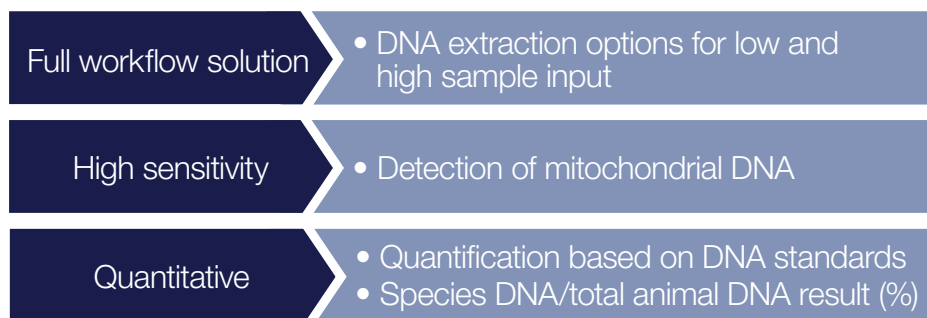 Full workflow solution
• DNA extraction options for low and
high sample input
High sensitivity
• Detection of mitochondrial DNA
Quantitative
• Quantification based on DNA standards
• Species DNA/total animal DNA result (%)